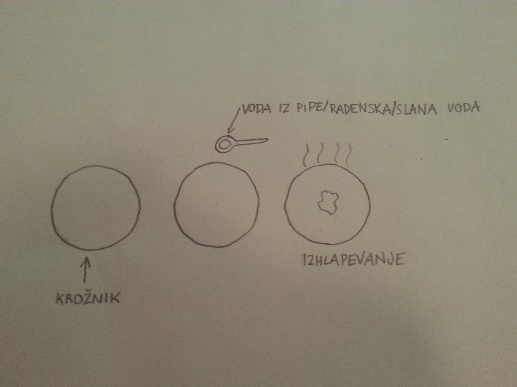 VODA IZ PIPE/RADENSKA/SLANA VODA
IZHLAPEVANJE
KROŽNIK